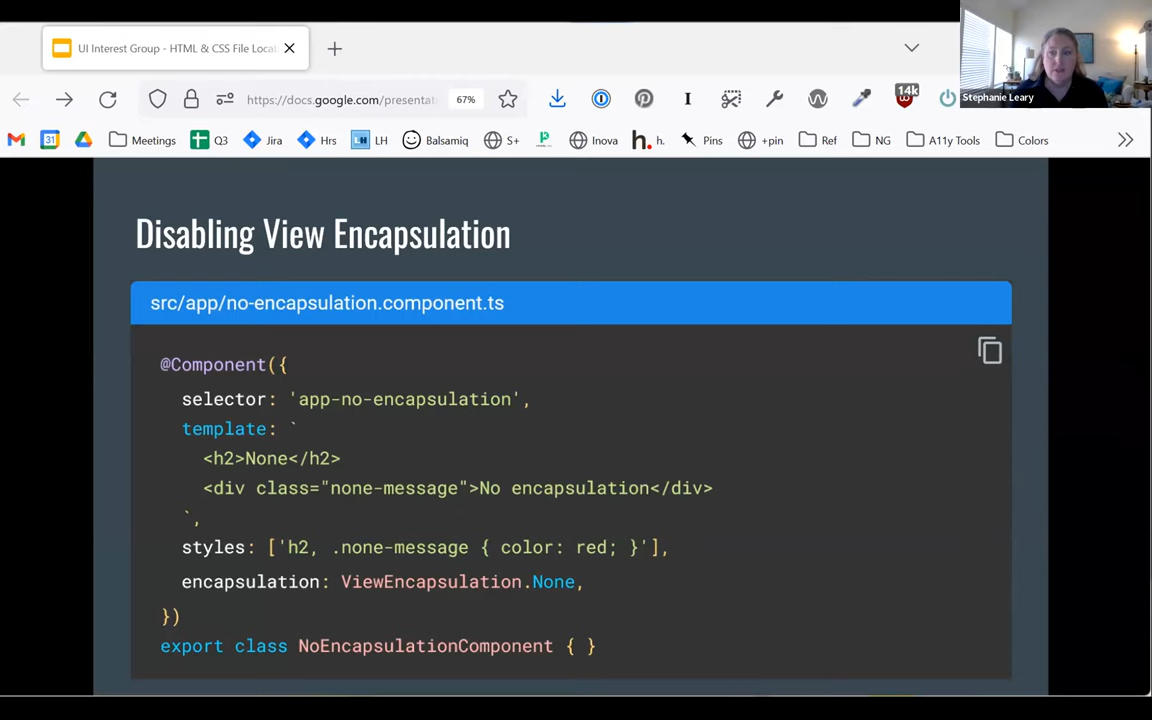 UI Interest Group - HTML & CSS File Loca
https://docs.google.com/presentat
67%
14k
Stephanie Leary
Meetings
Q3
Jira
Hrs
LH
Balsamiq
S+
Inova
h.
Pins
+pin
Ref
NG
A11y Tools
Colors
Disabling View Encapsulation
src/app/no-encapsulation.component.ts
@Component({
selector: 'app-no-encapsulation',
template: `
<h2>None</h2>
<div class="none-message">No encapsulation</div>
`,
styles: ['h2, .none-message { color: red; }'],
encapsulation: ViewEncapsulation.None,
})
export class NoEncapsulationComponent { }